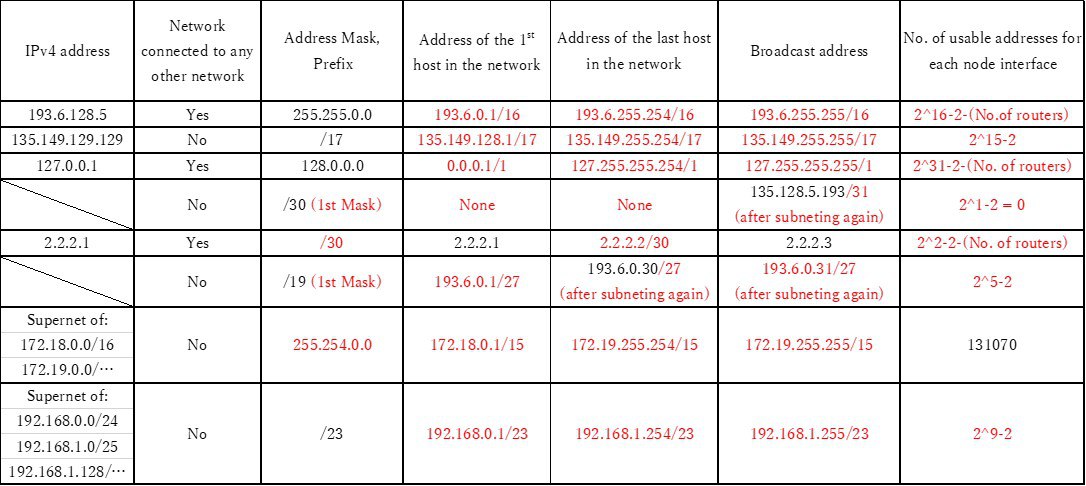 IPv4 address
Network
connected to any
other network
Address Mask,
Prefix
Address of the 1st
host in the network
Address of the last host
in the network
Broadcast address
No. of usable addresses for
each node interface
193.6.128.5
Yes
255.255.0.0
193.6.0.1/16
193.6.255.254/16
193.6.255.255/16
2^16-2-(No.of routers)
135.149.129.129
No
/17
135.149.128.1/17
135.149.255.254/17
135.149.255.255/17
2^15-2
127.0.0.1
Yes
128.0.0.0
0.0.0.1/1
127.255.255.254/1
127.255.255.255/1
2^31-2-(No. of routers)
No
/30 (1st Mask)
None
None
135.128.5.193/31
(after subneting again)
2^1-2 = 0
2.2.2.1
Yes
/30
2.2.2.1
2.2.2.2/30
2.2.2.3
2^2-2-(No. of routers)
No
/19 (1st Mask)
193.6.0.1/27
193.6.0.30/27
(after subneting again)
193.6.0.31/27
(after subneting again)
2^5-2
Supernet of:
172.18.0.0/16
172.19.0.0/…
No
255.254.0.0
172.18.0.1/15
172.19.255.254/15
172.19.255.255/15
131070
Supernet of:
192.168.0.0/24
192.168.1.0/25
192.168.1.128/…
No
/23
192.168.0.1/23
192.168.1.254/23
192.168.1.255/23
2^9-2